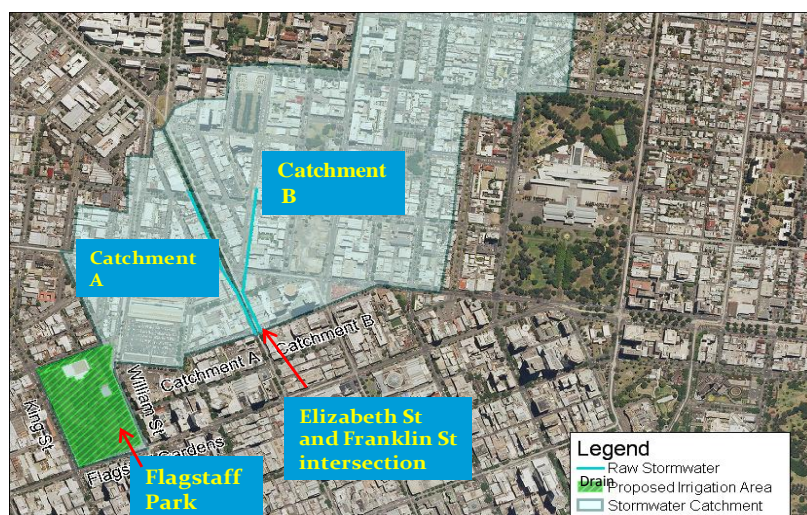 Catchment
B
Catchment
A
Catchment A
Catchment B
William St
King St
Flagstaff Gardens
Elizabeth St
and Franklin St
intersection
Flagstaff
Park
Legend
Raw Stormwater
Drain
Proposed Irrigation Area
Stormwater Catchment